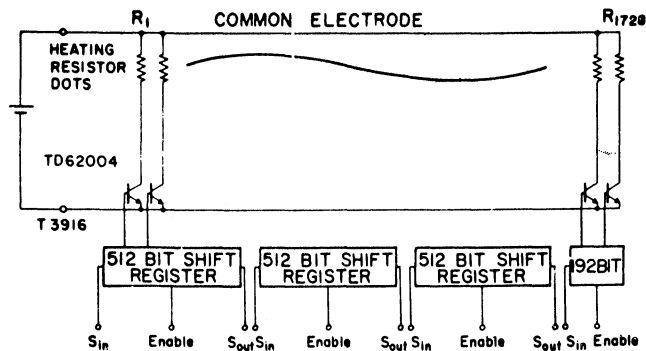 R1 COMMON ELECTRODE R1728
HEATING
RESISTOR
DOTS
TD62004
T3916
512 BIT SHIFT
REGISTER
512 BIT SHIFT
REGISTER
512 BIT SHIFT
REGISTER
192BIT
Sin Enable Sout Sin Enable Sout Sin Enable Sout Sin Enable